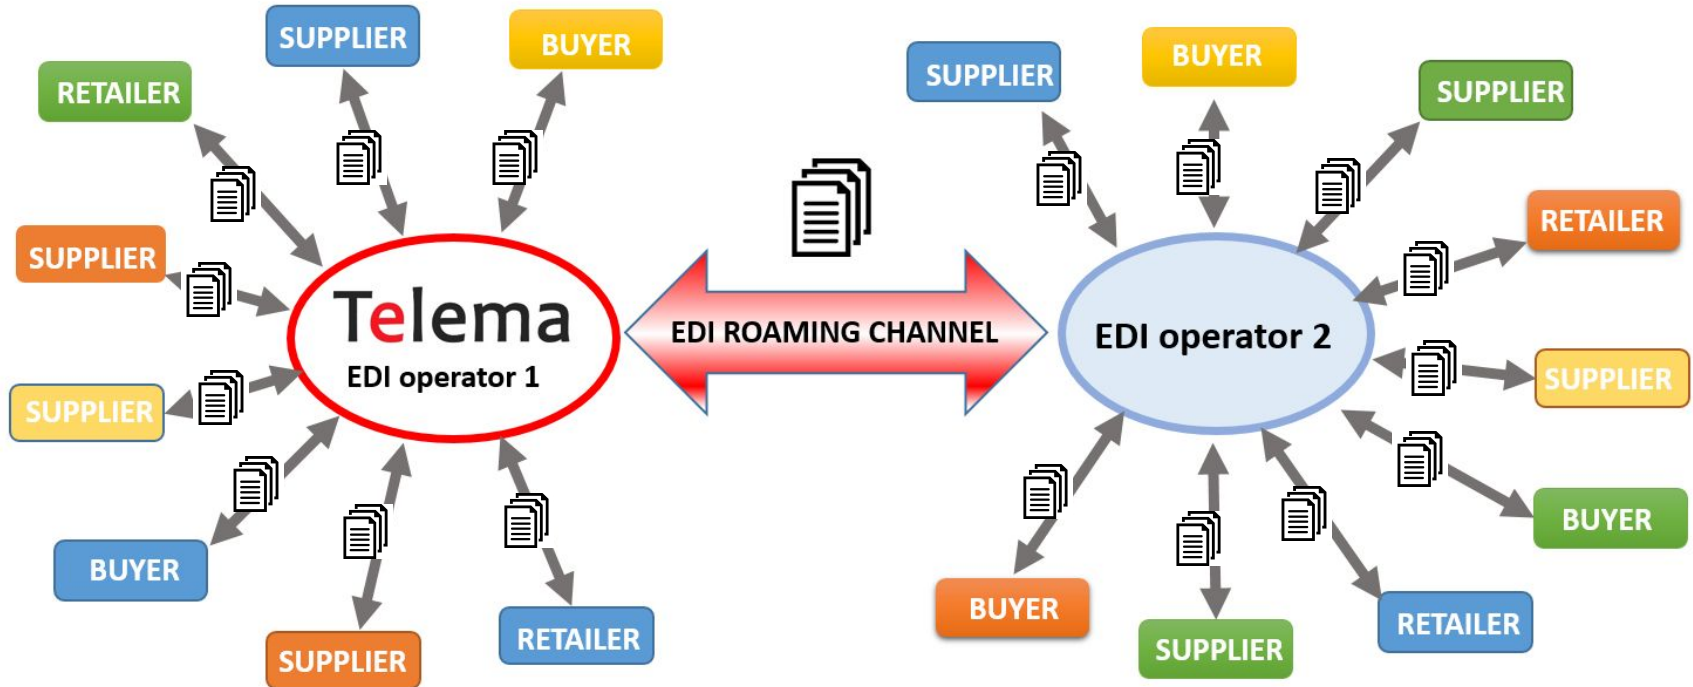 SUPPLIER
BUYER
RETAILER
SUPPLIER
SUPPLIER
BUYER
SUPPLIER
RETAILER
Telema
EDI operator 1
EDI ROAMING CHANNEL
SUPPLIER
BUYER
SUPPLIER
RETAILER
EDI operator 2
SUPPLIER
BUYER
BUYER
SUPPLIER
RETAILER